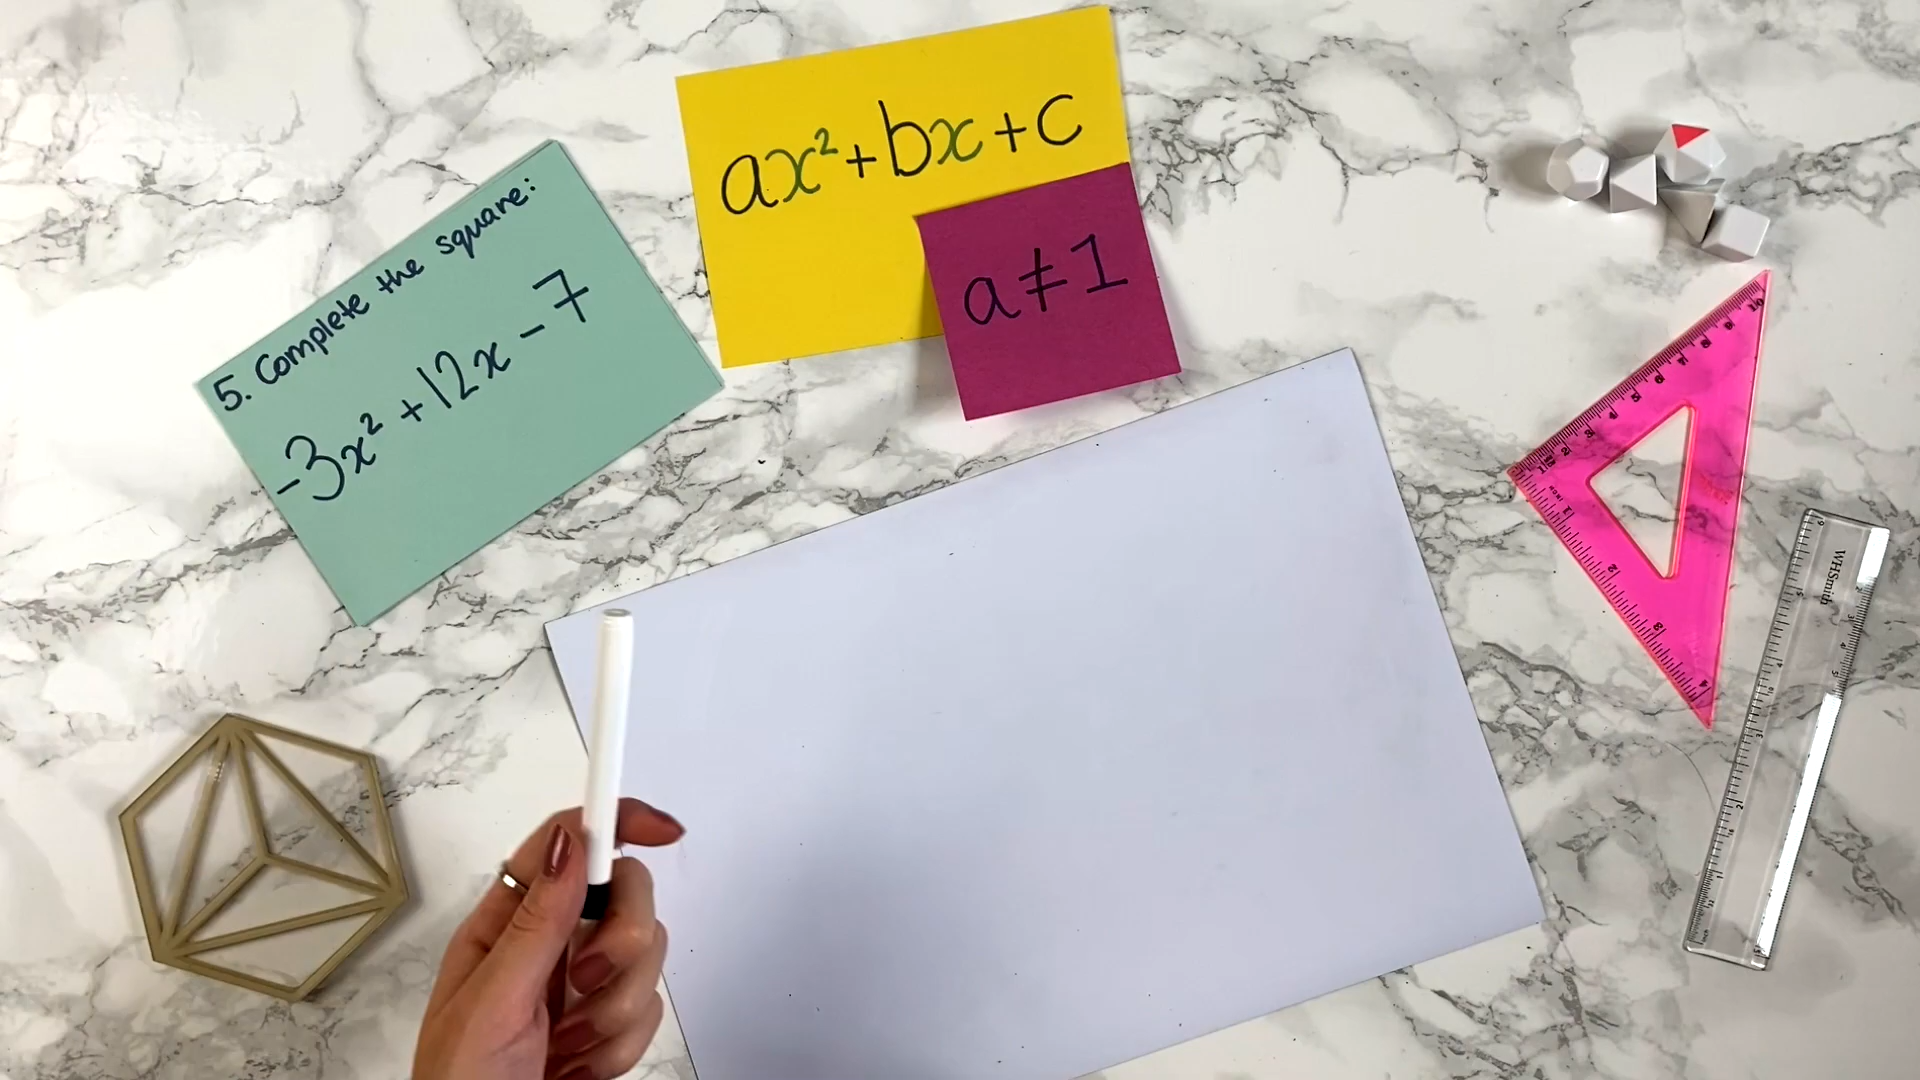 5. Complete the square:
-3x² + 12x - 7
ax² + bx + c
a ≠ 1
WHSmith